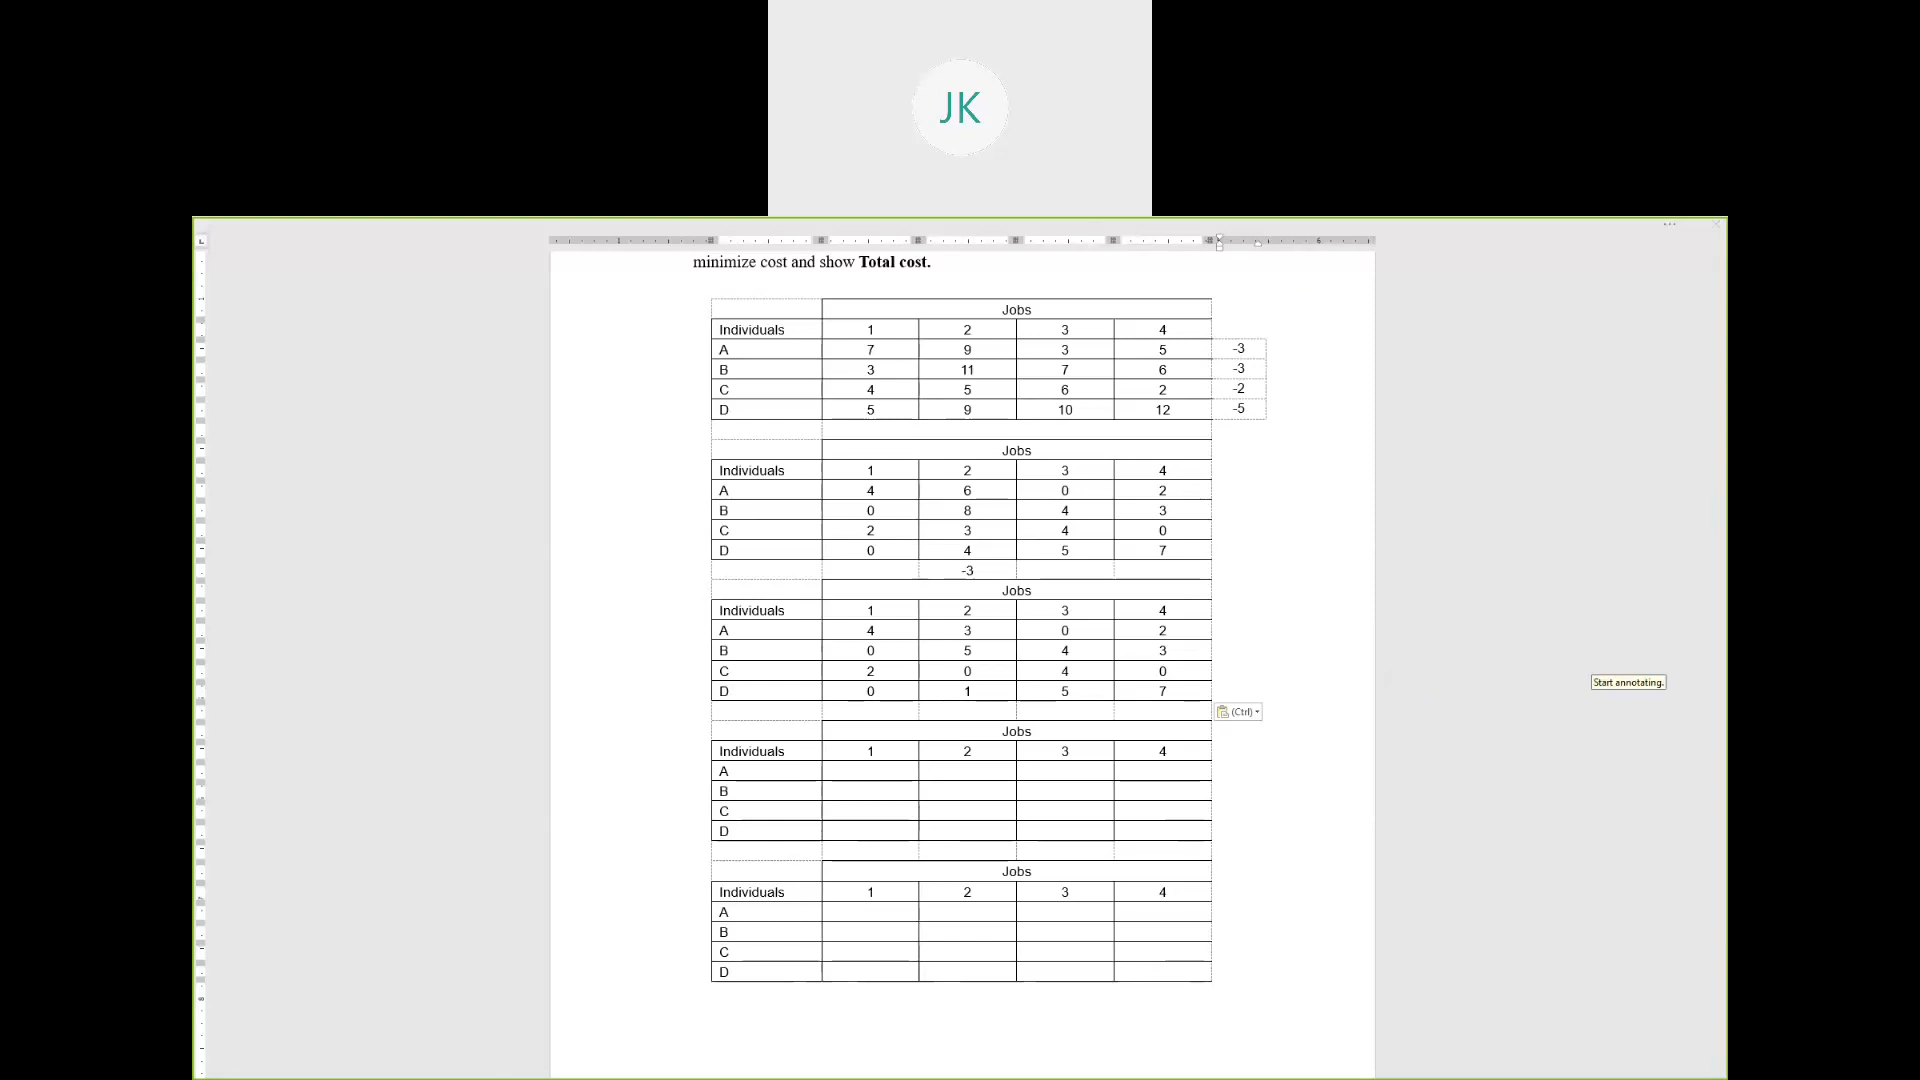 JK
minimize cost and show Total cost.
Jobs
Individuals 1 2 3 4
A 7 9 3 5 -3
B 3 11 7 6 -3
C 4 5 6 2 -2
D 5 9 10 12 -5
Jobs
Individuals 1 2 3 4
A 4 6 0 2
B 0 8 4 3
C 2 3 4 0
D 0 4 5 7
-3
Jobs
Individuals 1 2 3 4
A 4 3 0 2
B 0 5 4 3
C 2 0 4 0
D 0 1 5 7
Start annotating.
(Ctrl)
Jobs
Individuals 1 2 3 4
A
B
C
D
Jobs
Individuals 1 2 3 4
A
B
C
D